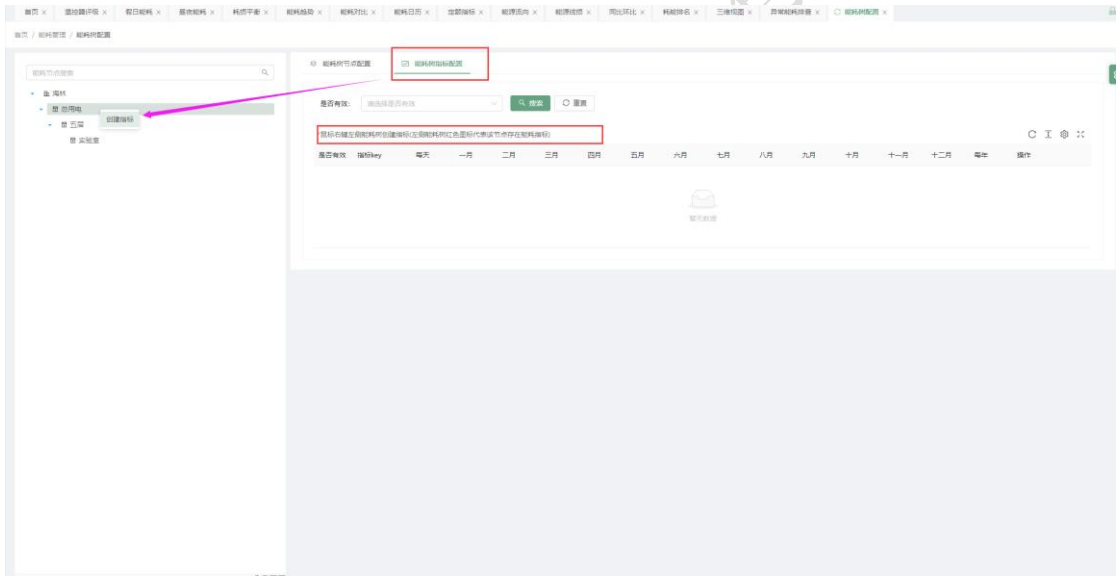 首页 × 温控器评级 × 假日能耗 × 昼夜能耗 × 耗损平衡 × 能耗趋势 × 能耗对比 × 能耗日历 × 定额指标 × 能源流向 × 能源线损 × 同比环比 × 耗能排名 × 三维视图 × 异常能耗排查 × 能耗树配置 ×
首页 / 能耗管理 / 能耗树配置
能耗树节点配置 能耗树指标配置
能耗节点搜索
海林
总用电
创建指标
五层
实验室
是否有效: 请选择是否有效 搜索 重置
鼠标右键左侧能耗树创建指标(左侧能耗树红色图标代表该节点存在能耗指标)
是否有效 指标key 每天 一月 二月 三月 四月 五月 六月 七月 八月 九月 十月 十一月 十二月 每年 操作
暂无数据